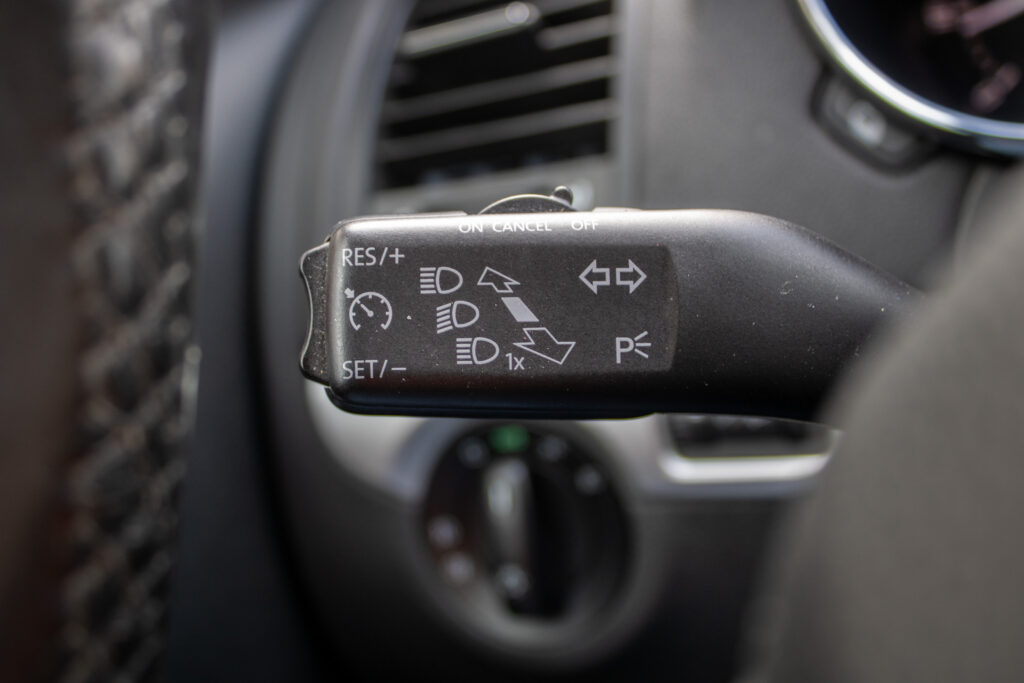 ON CANCEL OFF
RES/+
SET/−
1x
P